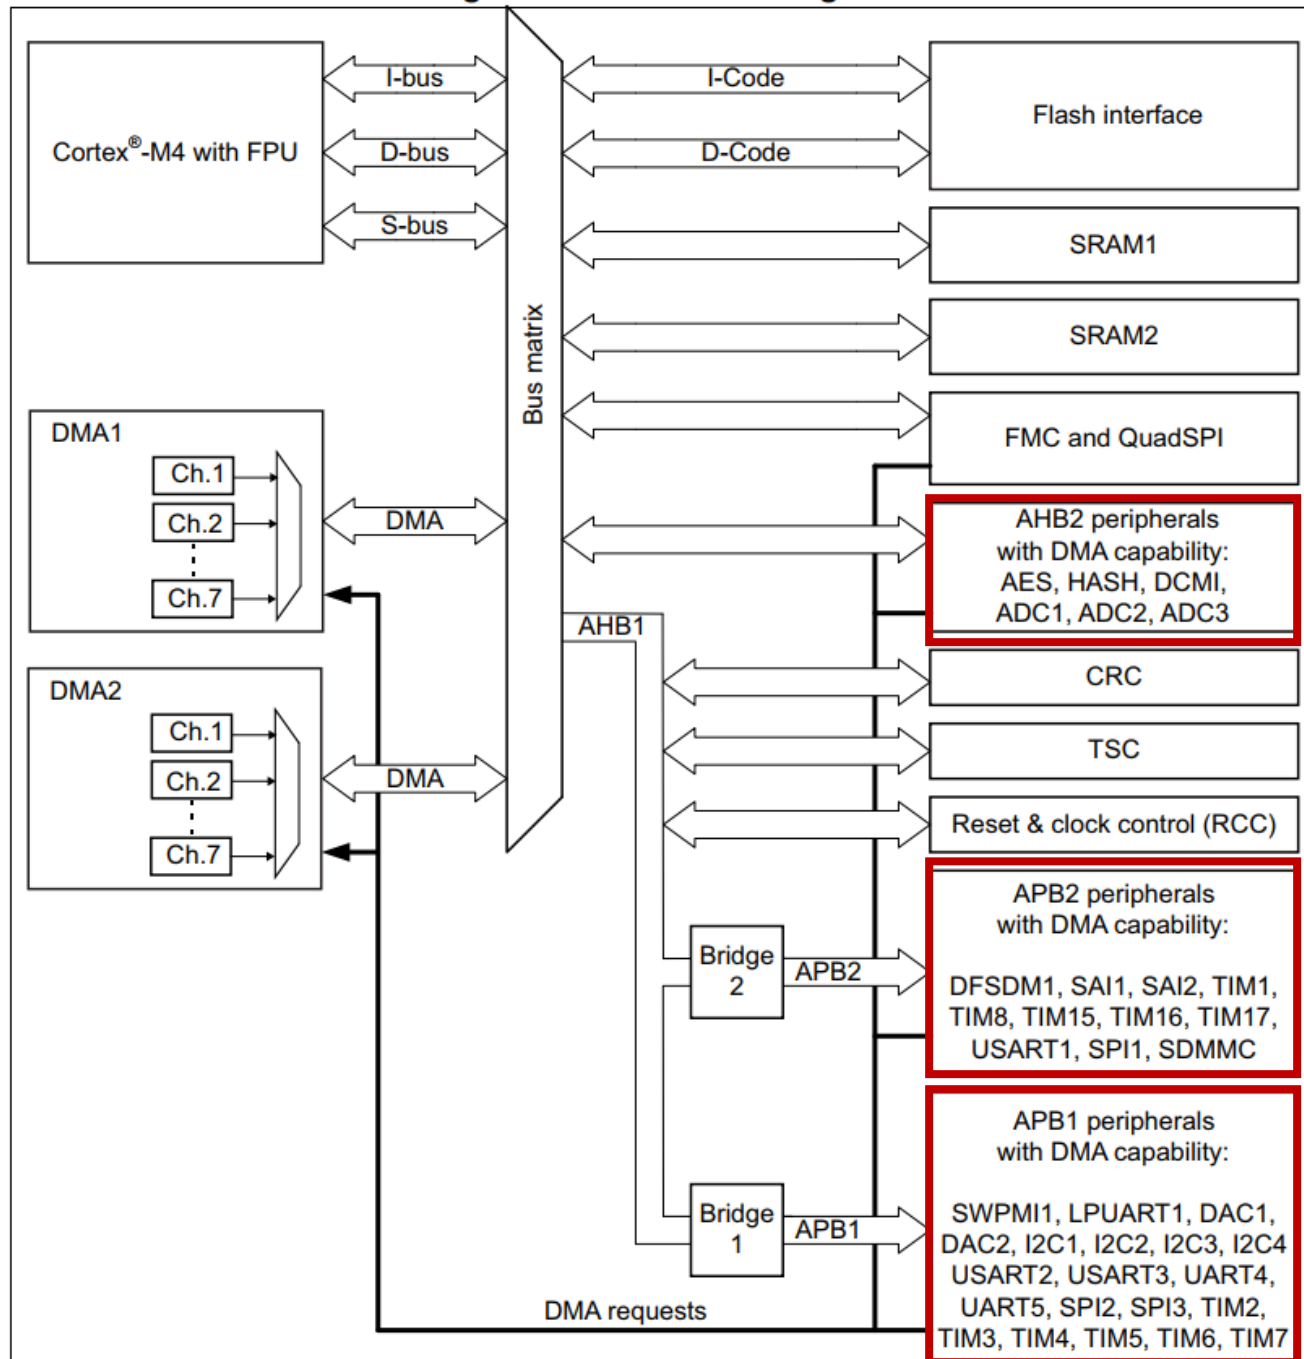 Cortex®-M4 with FPU
I-bus
D-bus
S-bus
Bus matrix
I-Code
D-Code
Flash interface
SRAM1
SRAM2
FMC and QuadSPI
DMA1
Ch.1
Ch.2
Ch.7
DMA
DMA2
Ch.1
Ch.2
Ch.7
DMA
AHB2 peripherals
with DMA capability:
AES, HASH, DCMI,
ADC1, ADC2, ADC3
AHB1
CRC
TSC
Reset & clock control (RCC)
Bridge
2
APB2
APB2 peripherals
with DMA capability:
DFSDM1, SAI1, SAI2, TIM1,
TIM8, TIM15, TIM16, TIM17,
USART1, SPI1, SDMMC
Bridge
1
APB1
APB1 peripherals
with DMA capability:
SWPMI1, LPUART1, DAC1,
DAC2, I2C1, I2C2, I2C3, I2C4
USART2, USART3, UART4,
UART5, SPI2, SPI3, TIM2,
TIM3, TIM4, TIM5, TIM6, TIM7
DMA requests